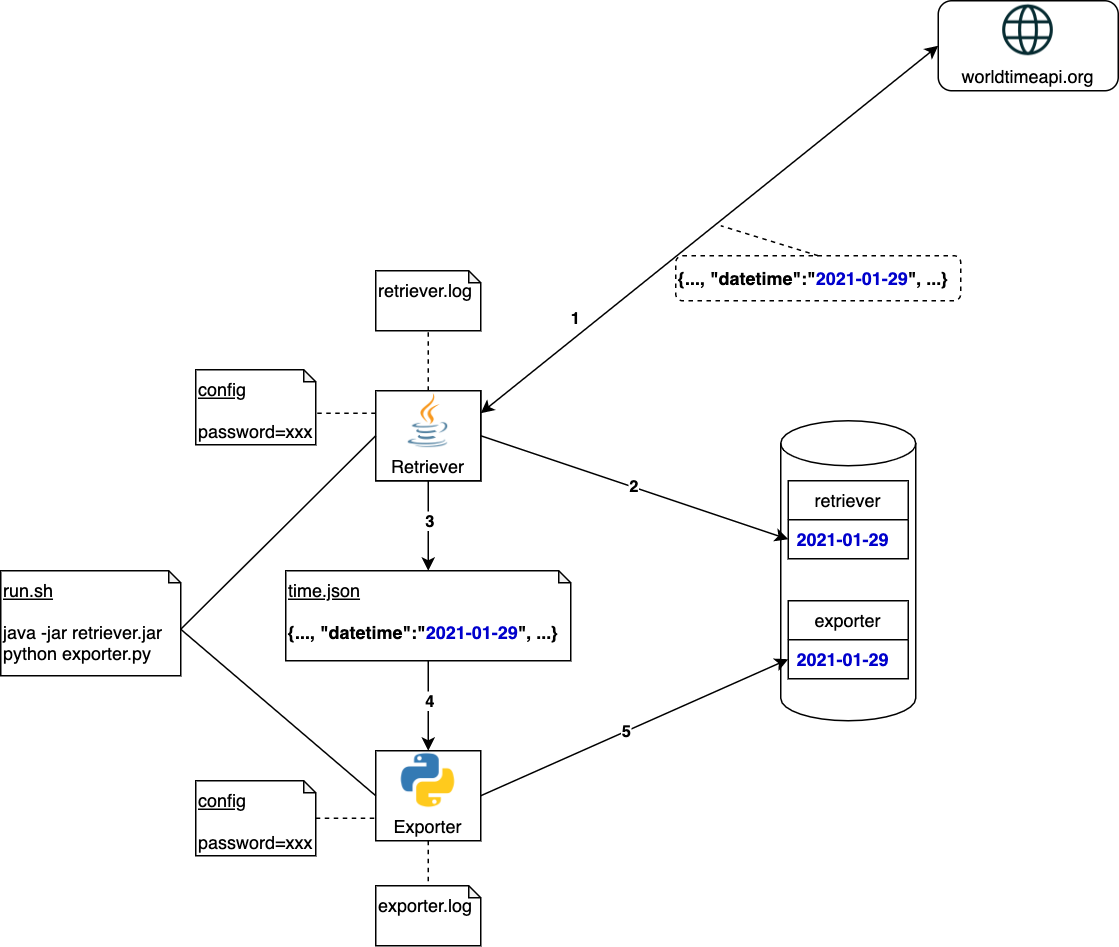 worldtimeapi.org
{..., "datetime":"2021-01-29", ...}
1
retriever.log
config
password=xxx
Retriever
2
retriever
2021-01-29
3
run.sh
java -jar retriever.jar
python exporter.py
time.json
{..., "datetime":"2021-01-29", ...}
exporter
2021-01-29
4
5
config
password=xxx
Exporter
exporter.log